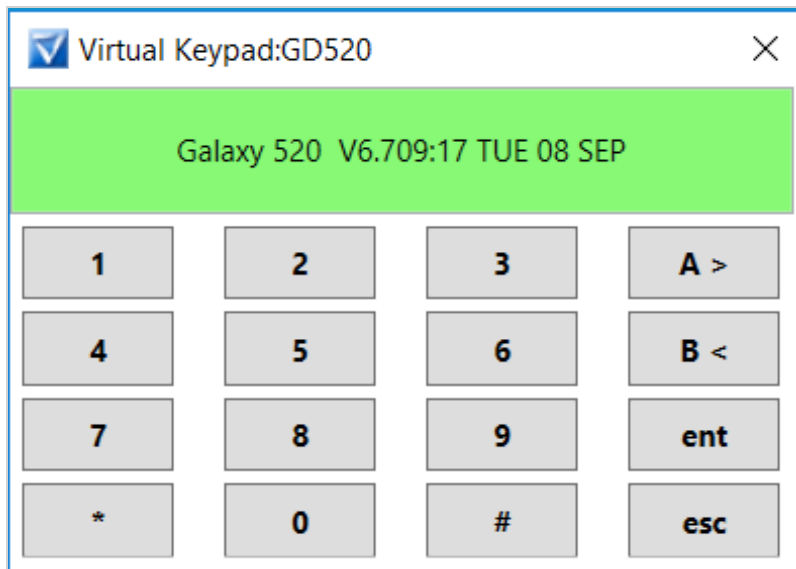 Virtual Keypad:GD520
Galaxy 520  V6.709:17 TUE 08 SEP
1 2 3 A >
4 5 6 B <
7 8 9 ent
* 0 # esc